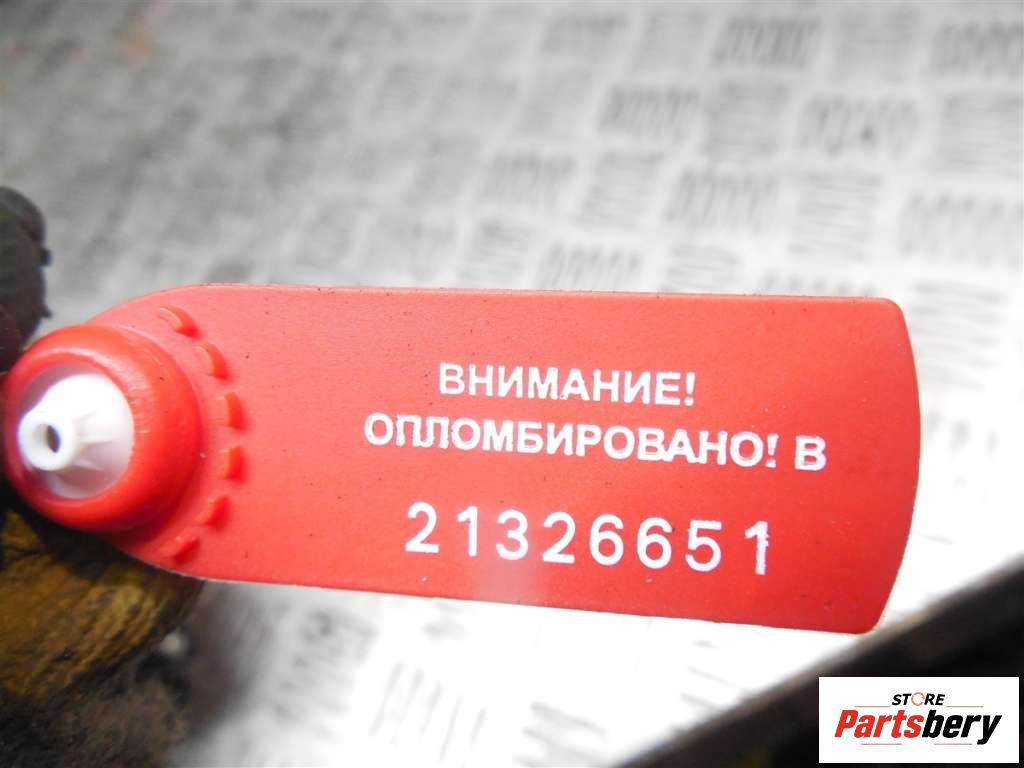 ВНИМАНИЕ!
ОПЛОМБИРОВАНО! В
21326651
STORE
Partsbery